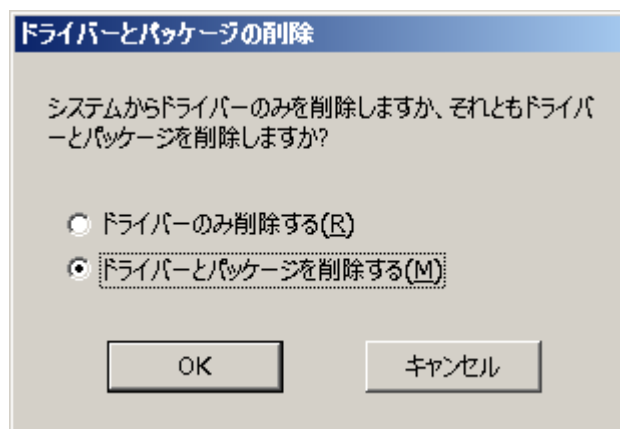 ドライバーとパッケージの削除
システムからドライバーのみを削除しますか、それともドライバ
ーとパッケージを削除しますか?
ドライバーのみ削除する(R)
ドライバーとパッケージを削除する(M)
OK
キャンセル